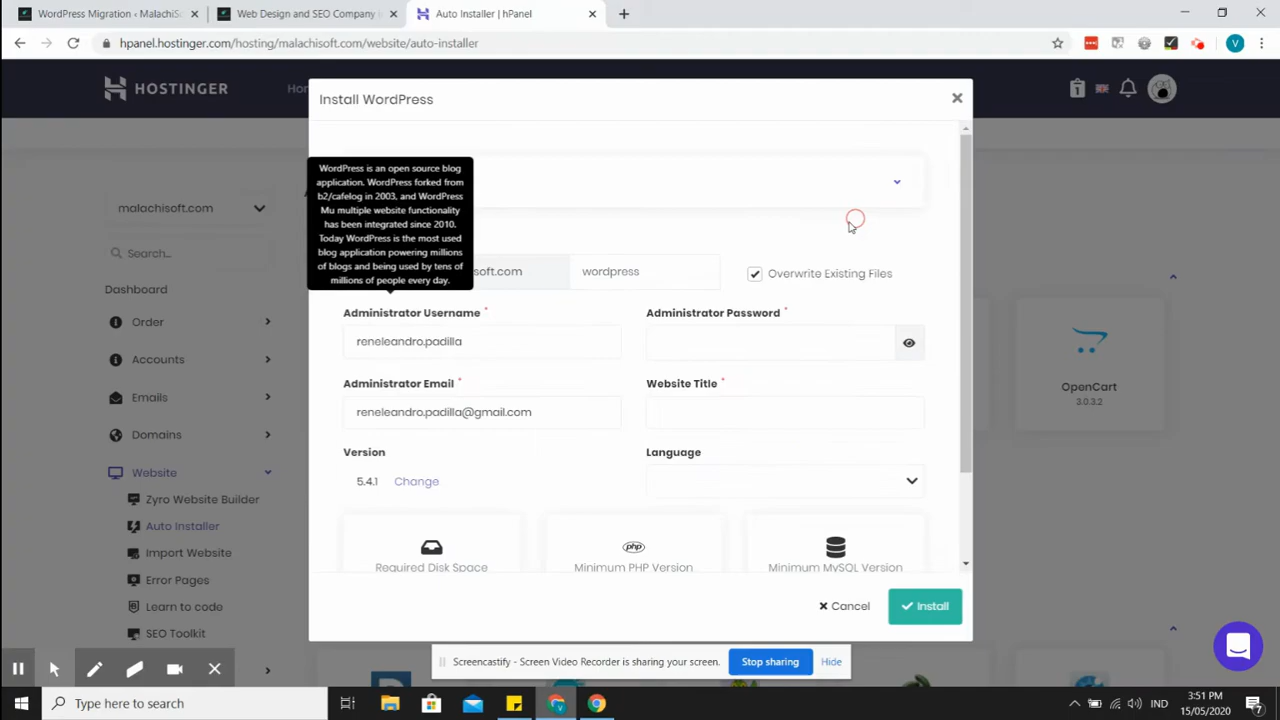 WordPress Migration ‹ MalachiS
Web Design and SEO Company
Auto Installer | hPanel
hpanel.hostinger.com/hosting/malachisoft.com/website/auto-installer
V
HOSTINGER
Install WordPress
WordPress is an open source blog
application. WordPress forked from
b2/cafelog in 2003, and WordPress
Mu multiple website functionality
has been integrated since 2010.
Today WordPress is the most used
blog application powering millions
of blogs and being used by tens of
millions of people every day.
wordpress
Overwrite Existing Files
Administrator Username *
reneleandro.padilla
Administrator Password *
Administrator Email *
reneleandro.padilla@gmail.com
Website Title *
Version
5.4.1 Change
Language
Required Disk Space
php
Minimum PHP Version
Minimum MySQL Version
Cancel
Install
malachisoft.com
Search...
Dashboard
Order
Accounts
Emails
Domains
Website
Zyro Website Builder
Auto Installer
Import Website
Error Pages
Learn to code
SEO Toolkit
OpenCart
3.0.3.2
Screencastify - Screen Video Recorder is sharing your screen.
Stop sharing
Hide
Type here to search
IND
3:51 PM
15/05/2020
7